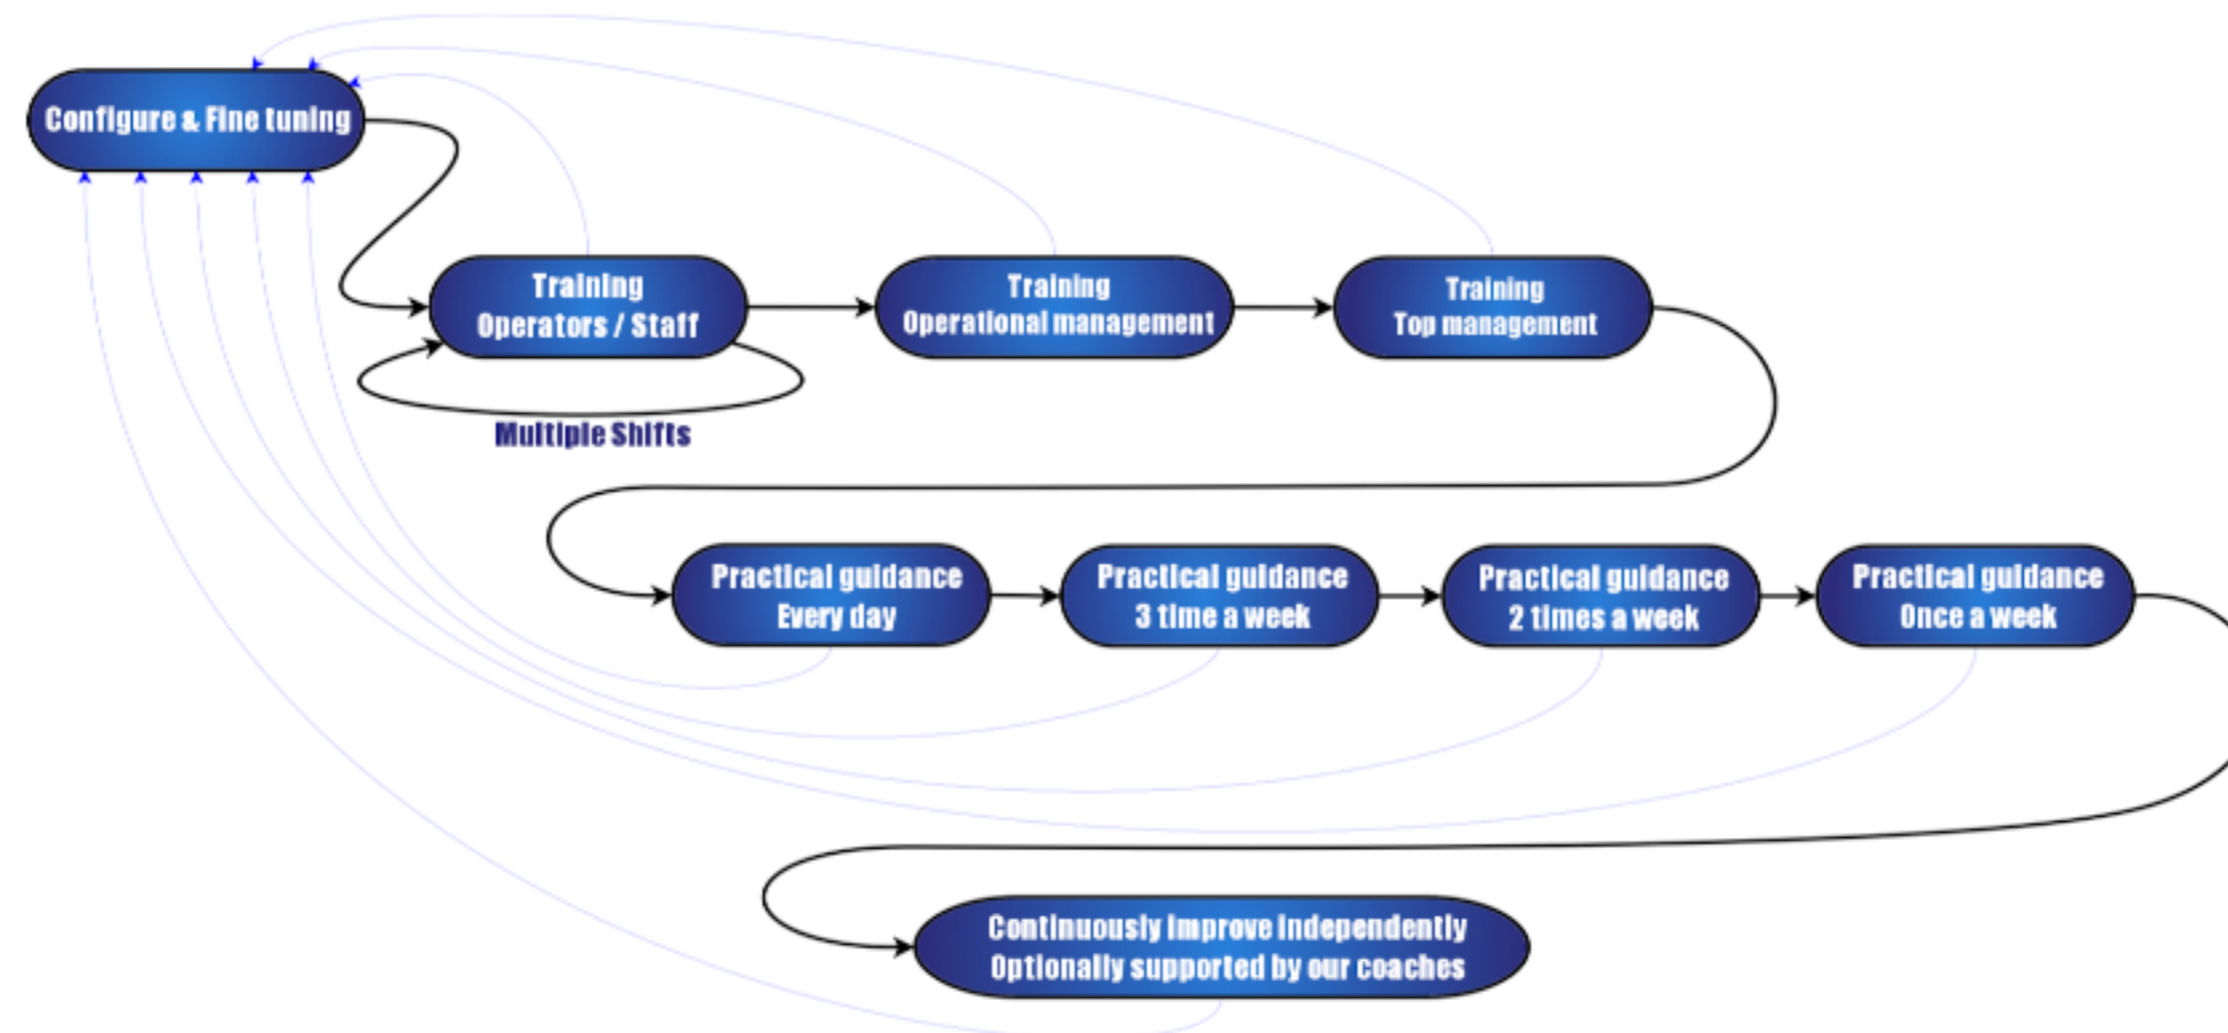 Configure & Fine tuning
Training
Operators / Staff
Training
Operational management
Training
Top management
Multiple Shifts
Practical guidance
Every day
Practical guidance
3 time a week
Practical guidance
2 times a week
Practical guidance
Once a week
Continuously improve independently
Optionally supported by our coaches